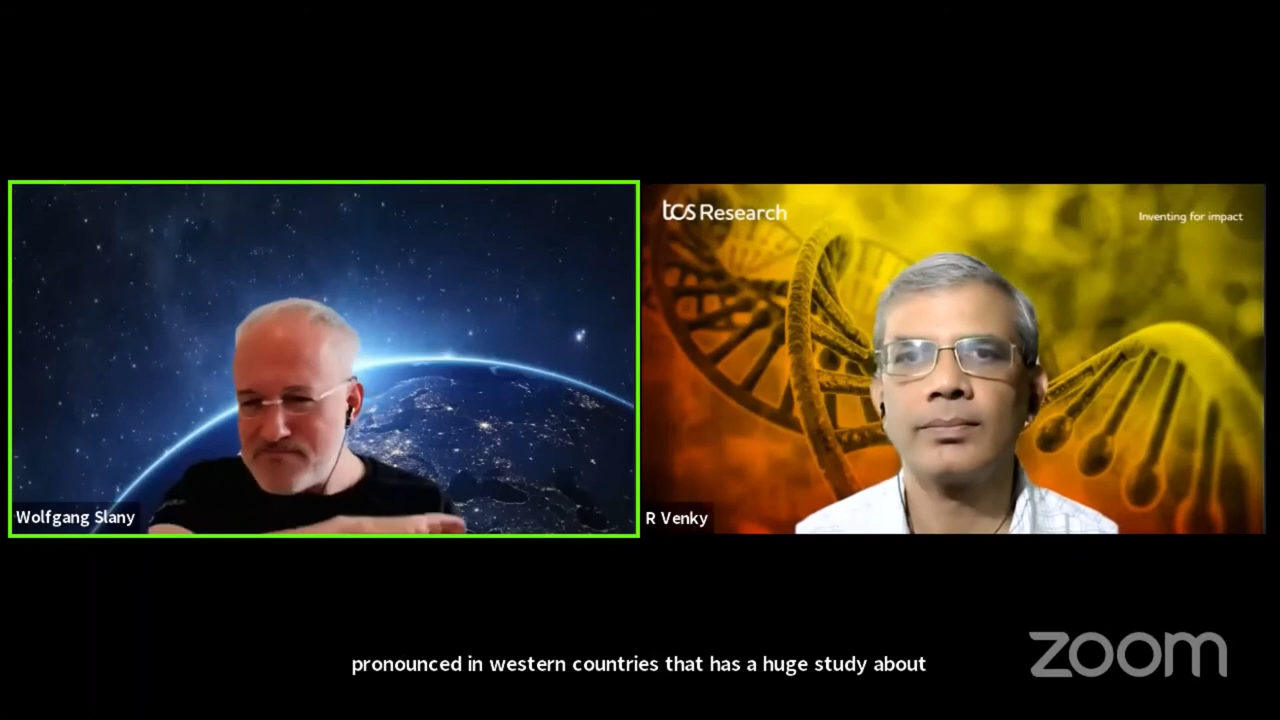 tcs Research
Inventing for impact
Wolfgang Slany
R Venky
pronounced in western countries that has a huge study about
zoom